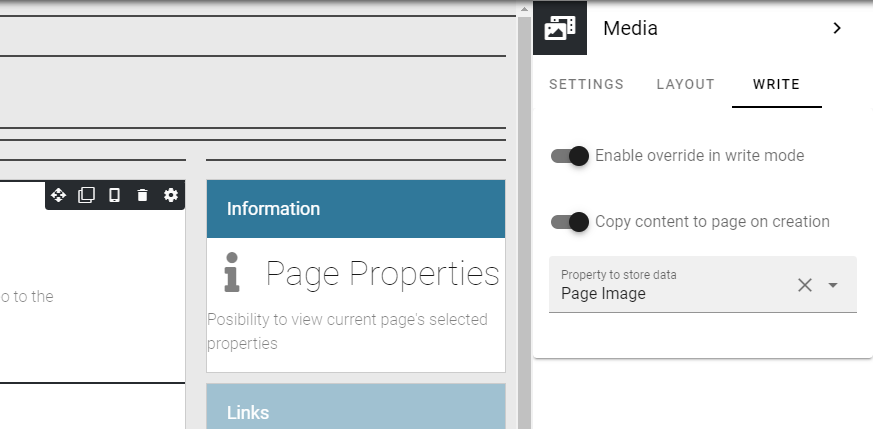 Media
SETTINGS LAYOUT WRITE
Enable override in write mode
Copy content to page on creation
Property to store data
Page Image
Information
Page Properties
Posibility to view current page's selected
properties
Links
o to the